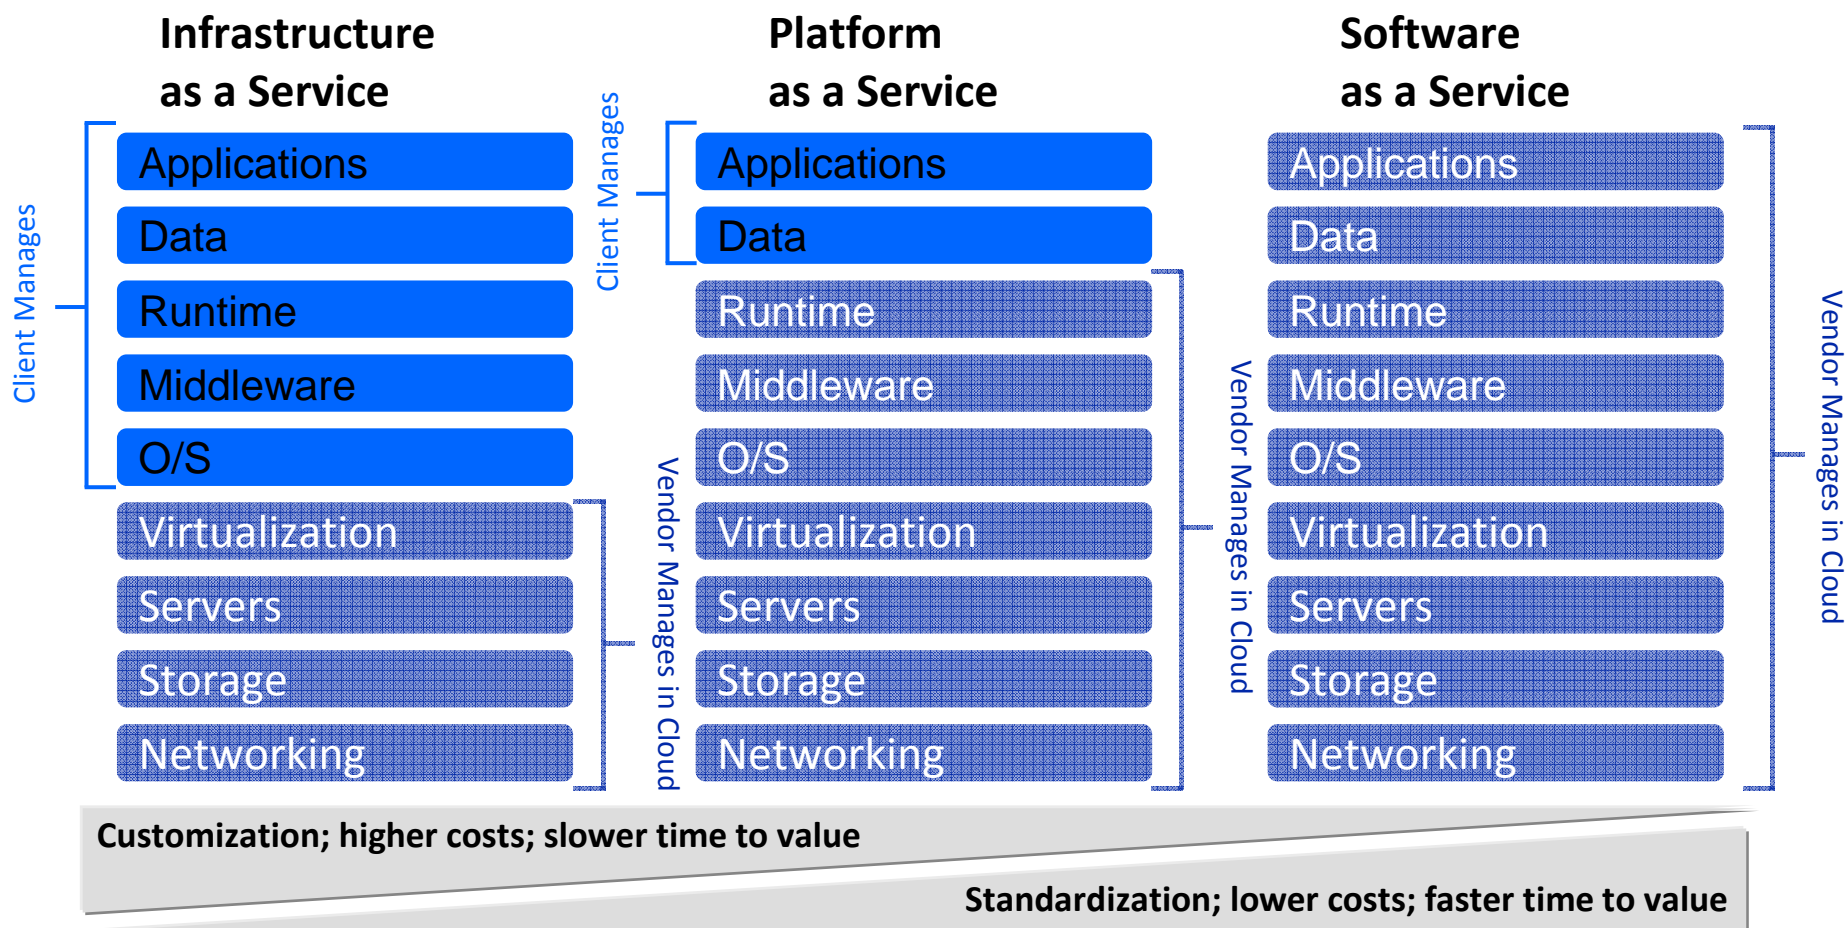 Infrastructure
as a Service
Client Manages
Applications
Data
Runtime
Middleware
O/S
Virtualization
Servers
Storage
Networking
Vendor Manages in Cloud
Platform
as a Service
Client Manages
Applications
Data
Runtime
Middleware
O/S
Virtualization
Servers
Storage
Networking
Vendor Manages in Cloud
Software
as a Service
Applications
Data
Runtime
Middleware
O/S
Virtualization
Servers
Storage
Networking
Vendor Manages in Cloud
Customization; higher costs; slower time to value
Standardization; lower costs; faster time to value